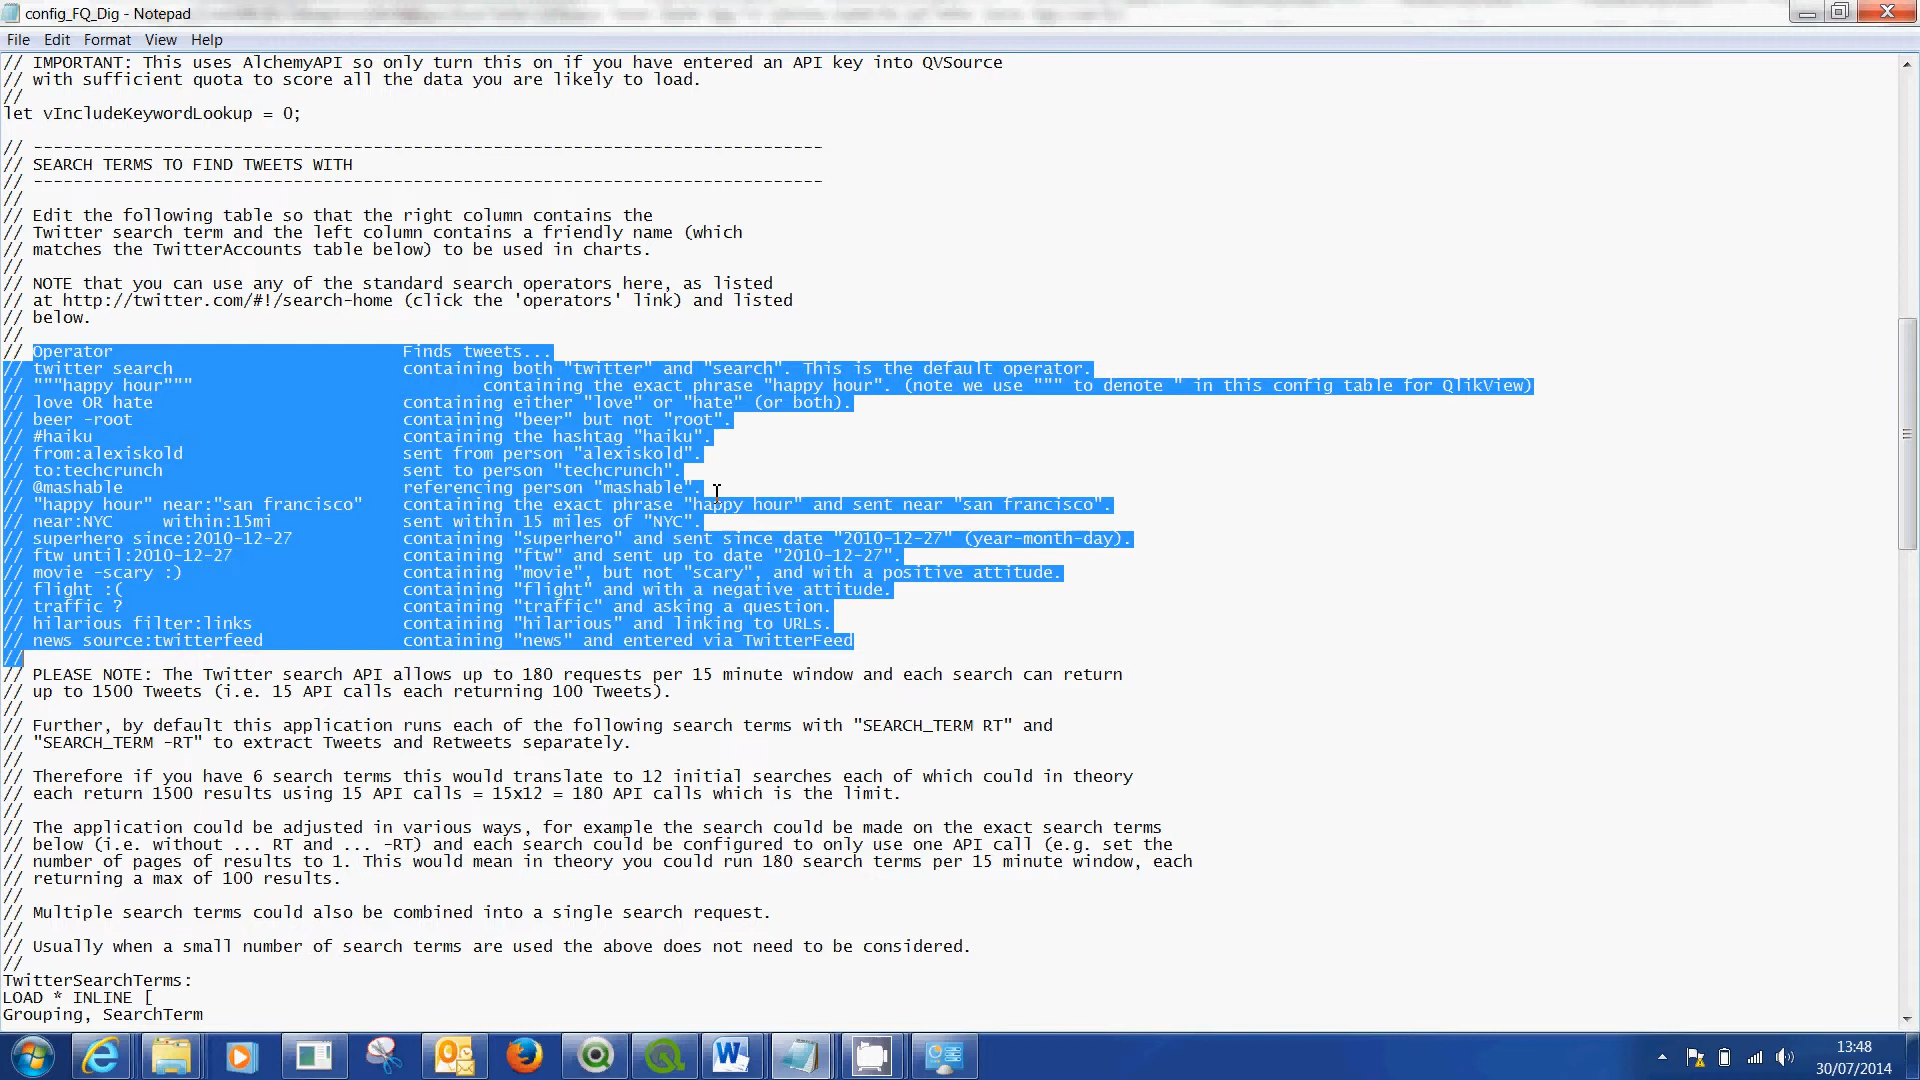 config_FQ_Dig - Notepad
File Edit Format View Help
// IMPORTANT: This uses AlchemyAPI so only turn this on if you have entered an API key into QVSource
// with sufficient quota to score all the data you are likely to load.
//
let vIncludeKeywordLookup = 0;
// -------------------------------------------------------------------------------
// SEARCH TERMS TO FIND TWEETS WITH
// -------------------------------------------------------------------------------
//
// Edit the following table so that the right column contains the
// Twitter search term and the left column contains a friendly name (which
// matches the TwitterAccounts table below) to be used in charts.
//
// NOTE that you can use any of the standard search operators here, as listed
// at http://twitter.com/#!/search-home (click the 'operators' link) and listed
// below.
//
// Operator Finds tweets...
// twitter search containing both "twitter" and "search". This is the default operator.
// """happy hour""" containing the exact phrase "happy hour". (note we use """ to denote " in this config table for QlikView)
// love OR hate containing either "love" or "hate" (or both).
// beer -root containing "beer" but not "root".
// #haiku containing the hashtag "haiku".
// from:alexiskold sent from person "alexiskold".
// to:techcrunch sent to person "techcrunch".
// @mashable referencing person "mashable".
// "happy hour" near:"san francisco" containing the exact phrase "happy hour" and sent near "san francisco".
// near:NYC within:15mi sent within 15 miles of "NYC".
// superhero since:2010-12-27 containing "superhero" and sent since date "2010-12-27" (year-month-day).
// ftw until:2010-12-27 containing "ftw" and sent up to date "2010-12-27".
// movie -scary :) containing "movie", but not "scary", and with a positive attitude.
// flight :( containing "flight" and with a negative attitude.
// traffic ? containing "traffic" and asking a question.
// hilarious filter:links containing "hilarious" and linking to URLs.
// news source:twitterfeed containing "news" and entered via TwitterFeed
//
// PLEASE NOTE: The Twitter search API allows up to 180 requests per 15 minute window and each search can return
// up to 1500 Tweets (i.e. 15 API calls each returning 100 Tweets).
//
// Further, by default this application runs each of the following search terms with "SEARCH_TERM RT" and
// "SEARCH_TERM -RT" to extract Tweets and Retweets separately.
//
// Therefore if you have 6 search terms this would translate to 12 initial searches each of which could in theory
// each return 1500 results using 15 API calls = 15x12 = 180 API calls which is the limit.
//
// The application could be adjusted in various ways, for example the search could be made on the exact search terms
// below (i.e. without ... RT and ... -RT) and each search could be configured to only use one API call (e.g. set the
// number of pages of results to 1. This would mean in theory you could run 180 search terms per 15 minute window, each
// returning a max of 100 results.
//
// Multiple search terms could also be combined into a single search request.
//
// Usually when a small number of search terms are used the above does not need to be considered.
//
TwitterSearchTerms:
LOAD * INLINE [
Grouping, SearchTerm
13:48
30/07/2014